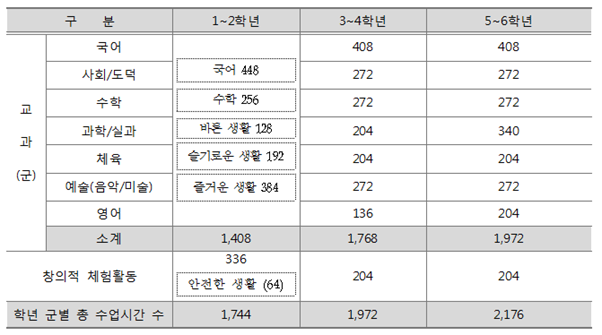 구 분 1~2학년 3~4학년 5~6학년
교과(군)
국어 408 408
사회/도덕 국어 448 272 272
수학 수학 256 272 272
과학/실과 바른 생활 128 204 340
체육 슬기로운 생활 192 204 204
예술(음악/미술) 즐거운 생활 384 272 272
영어 136 204
소계 1,408 1,768 1,972
336
창의적 체험활동 204 204
안전한 생활 (64)
학년 군별 총 수업시간 수 1,744 1,972 2,176